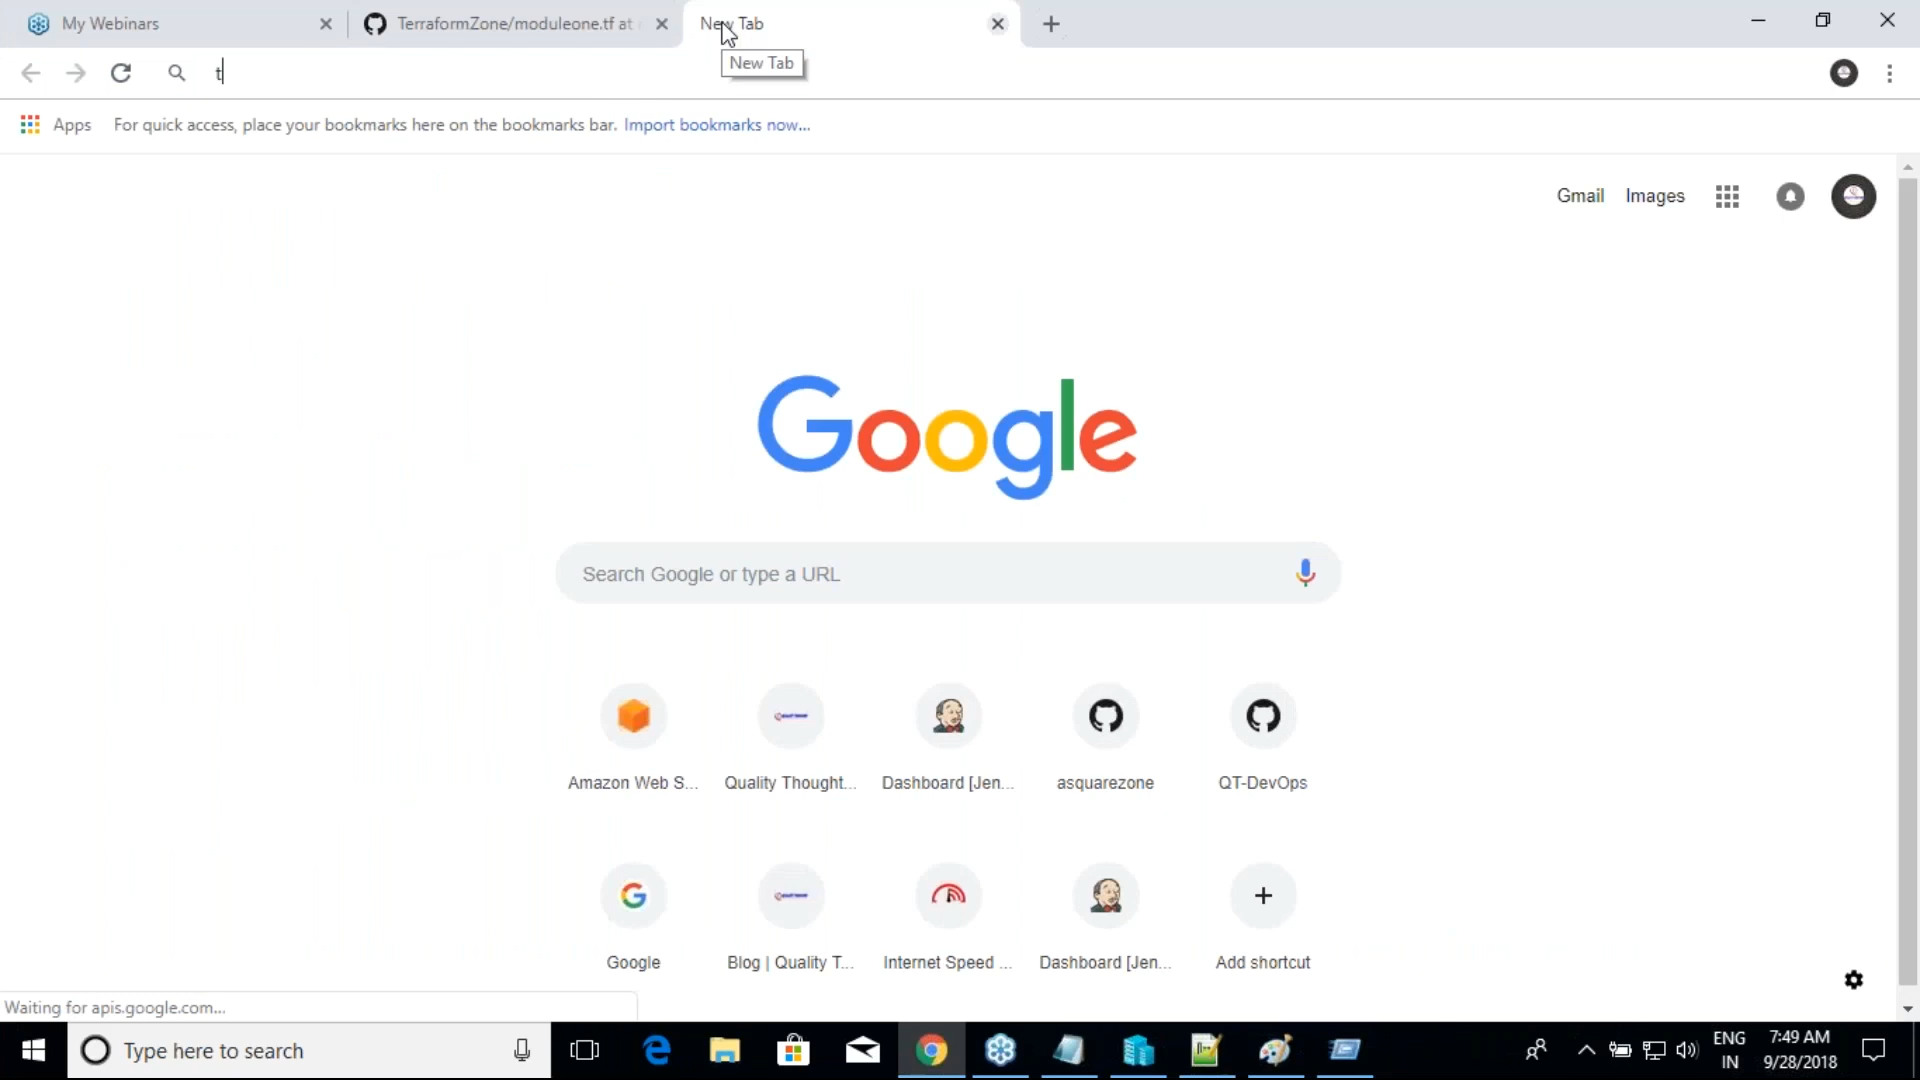 My Webinars
TerraformZone/moduleone.tf at
New Tab
t
New Tab
Apps
For quick access, place your bookmarks here on the bookmarks bar. Import bookmarks now...
Gmail
Images
Google
Search Google or type a URL
Amazon Web S...
Quality Thought...
Dashboard [Jen...
asquarezone
QT-DevOps
Google
Blog | Quality T...
Internet Speed ...
Dashboard [Jen...
Add shortcut
Waiting for apis.google.com...
Type here to search
ENG
IN
7:49 AM
9/28/2018